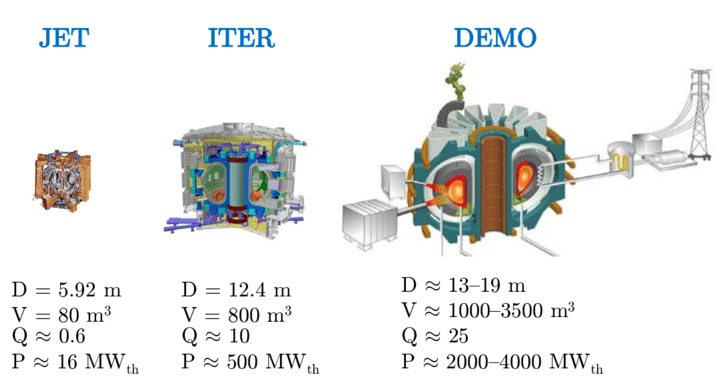 JET
D = 5.92 m
V = 80 m³
Q ≈ 0.6
P ≈ 16 MWth
ITER
D = 12.4 m
V = 800 m³
Q ≈ 10
P ≈ 500 MWth
DEMO
D ≈ 13–19 m
V ≈ 1000–3500 m³
Q ≈ 25
P ≈ 2000–4000 MWth